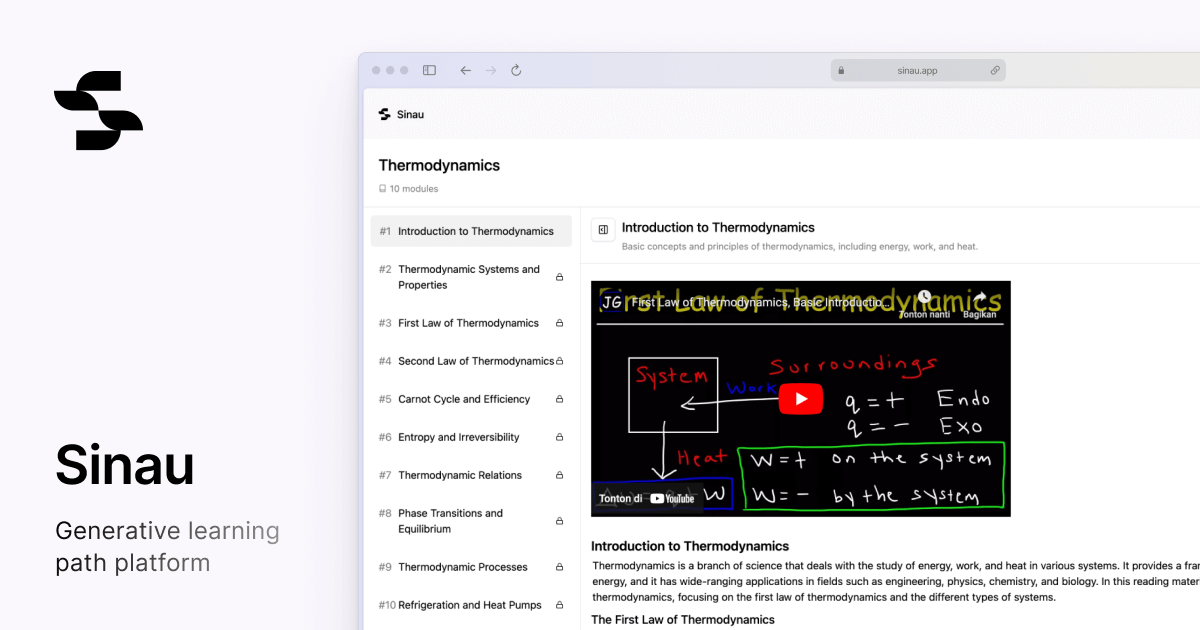 Sinau
Generative learning
path platform
sinau.app
Sinau
Thermodynamics
10 modules
#1 Introduction to Thermodynamics
#2 Thermodynamic Systems and
Properties
#3 First Law of Thermodynamics
#4 Second Law of Thermodynamics
#5 Carnot Cycle and Efficiency
#6 Entropy and Irreversibility
#7 Thermodynamic Relations
#8 Phase Transitions and
Equilibrium
#9 Thermodynamic Processes
#10 Refrigeration and Heat Pumps
Introduction to Thermodynamics
Basic concepts and principles of thermodynamics, including energy, work, and heat.
First Law of Thermodynamics
JG First Law of Thermodynamics, Basic Introductio...
Tonton nanti Bagikan
System
Surroundings
Work
q = + Endo
q = - Exo
Heat
W = + on the system
W = - by the system
W
Tonton di YouTube
Introduction to Thermodynamics
Thermodynamics is a branch of science that deals with the study of energy, work, and heat in various systems. It provides a
energy, and it has wide-ranging applications in fields such as engineering, physics, chemistry, and biology. In this reading
thermodynamics, focusing on the first law of thermodynamics and the different types of systems.
The First Law of Thermodynamics